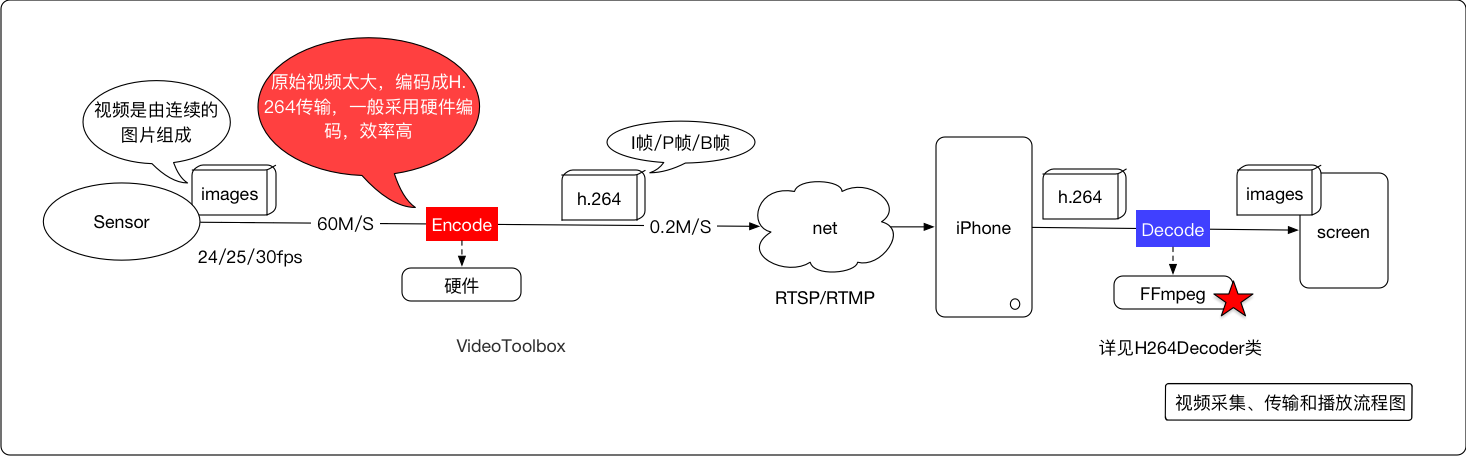 视频是由连续的
图片组成
原始视频太大，编码成H.
264传输，一般采用硬件编
码，效率高
I帧/P帧/B帧
images
Sensor
60M/S
24/25/30fps
Encode
硬件
VideoToolbox
h.264
0.2M/S
net
RTSP/RTMP
iPhone
h.264
Decode
FFmpeg
详见H264Decoder类
images
screen
视频采集、传输和播放流程图